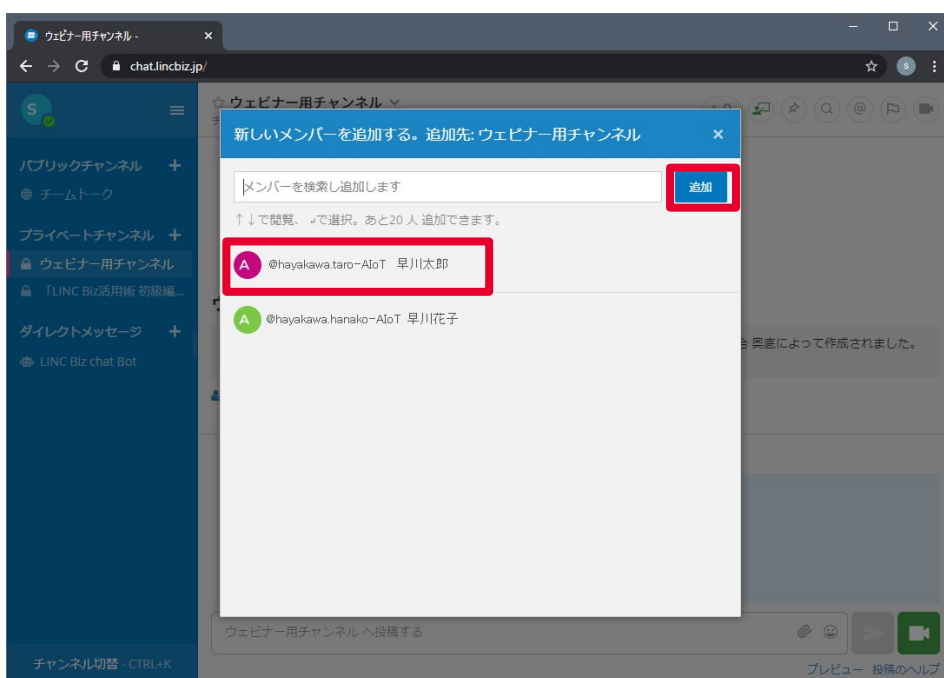 ウェビナー用チャンネル -
chat.lincbiz.jp/
S
S
パブリックチャンネル
チームトーク
プライベートチャンネル
ウェビナー用チャンネル
「LINC Biz活用術 初級編...
ダイレクトメッセージ
LINC Biz chat Bot
チャンネル切替 - CTRL+K
ウェビナー用チャンネル
新しいメンバーを追加する。追加先: ウェビナー用チャンネル
メンバーを検索し追加します
追加
↑↓で閲覧、 ↲で選択。あと20 人 追加できます。
A @hayakawa.taro-AIoT 早川太郎
A @hayakawa.hanako-AIoT 早川花子
奥底によって作成されました。
ウェビナー用チャンネル へ投稿する
プレビュー 投稿のヘルプ